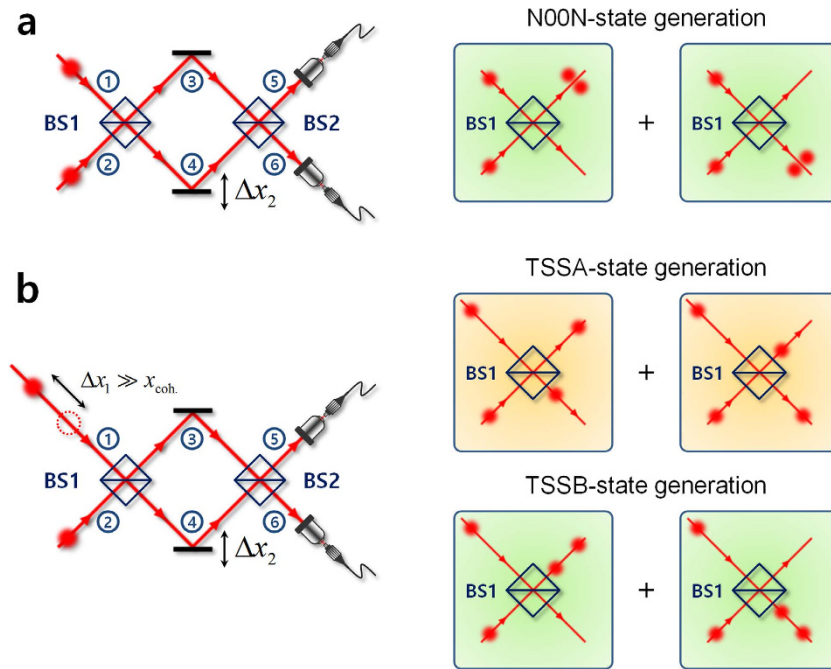 a
①
③
⑤
BS1
BS2
②
④
⑥
Δx₂
N00N-state generation
BS1
+
BS1
b
Δx₁ ≫ x_coh.
①
③
⑤
BS1
BS2
②
④
⑥
Δx₂
TSSA-state generation
BS1
+
BS1
TSSB-state generation
BS1
+
BS1